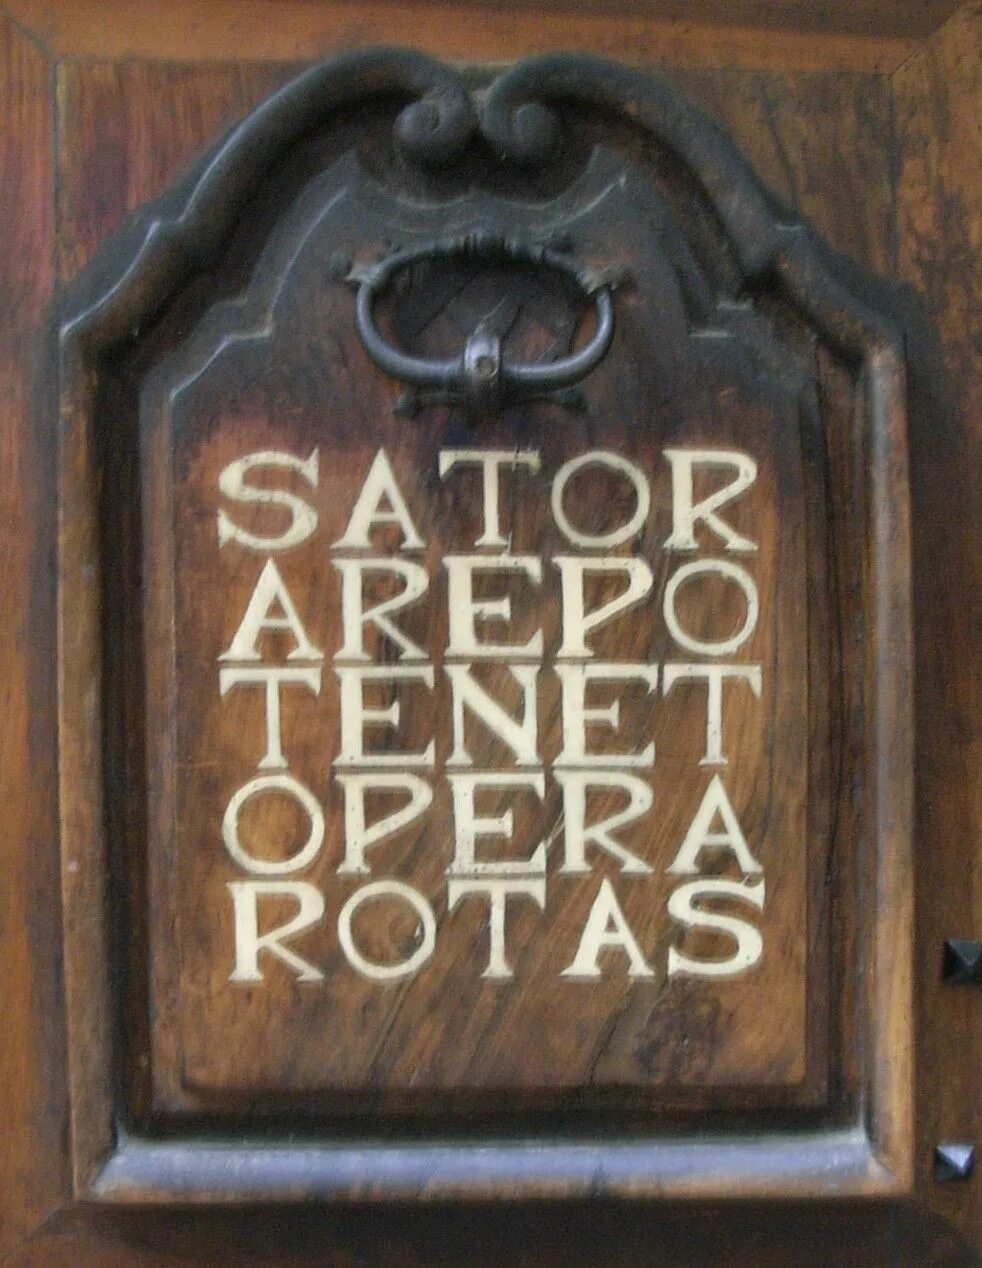 SATOR
AREPO
TENET
OPERA
ROTAS